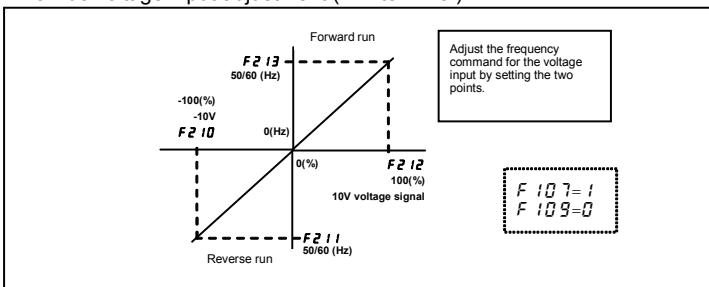 Forward run
F213
50/60 (Hz)
Adjust the frequency
command for the voltage
input by setting the two
points.
-100(%)
-10V
F210
0(Hz)
0(%)
F212
100(%)
10V voltage signal
F107=1
F109=0
F211
50/60 (Hz)
Reverse run